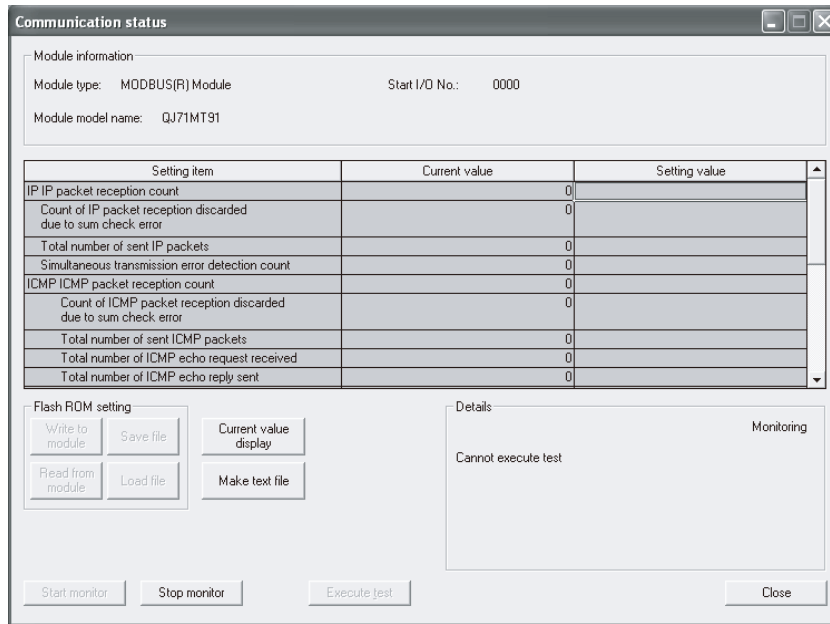 Communication status
Module information
Module type: MODBUS(R) Module Start I/O No.: 0000
Module model name: QJ71MT91
Setting item Current value Setting value
IP IP packet reception count 0
Count of IP packet reception discarded
due to sum check error 0
Total number of sent IP packets 0
Simultaneous transmission error detection count 0
ICMP ICMP packet reception count 0
Count of ICMP packet reception discarded
due to sum check error 0
Total number of sent ICMP packets 0
Total number of ICMP echo request received 0
Total number of ICMP echo reply sent 0
Flash ROM setting
Write to
module
Save file
Current value
display
Read from
module
Load file
Make text file
Details
Monitoring
Cannot execute test
Start monitor Stop monitor Execute test Close